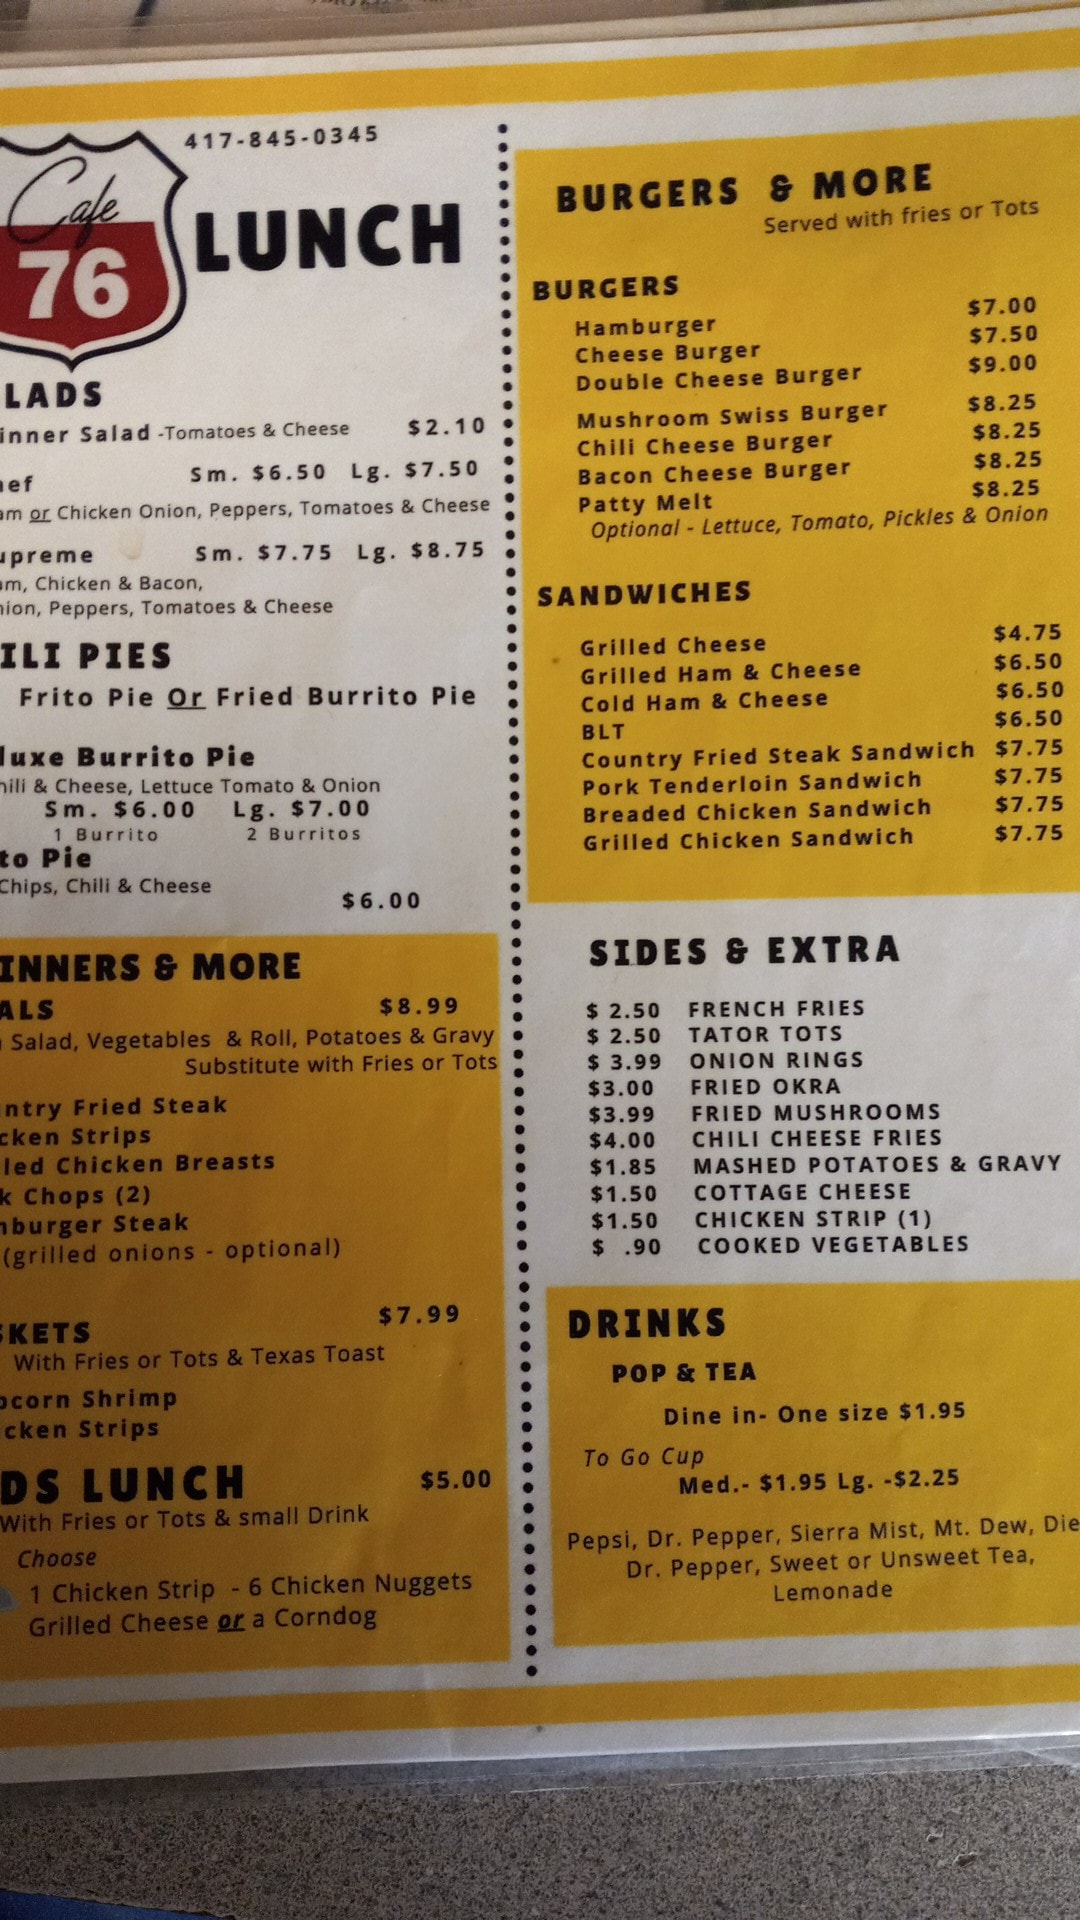 417-845-0345
Cafe
76
LUNCH
LADS
inner Salad -Tomatoes & Cheese $2.10
ef Sm. $6.50 Lg. $7.50
am or Chicken Onion, Peppers, Tomatoes & Cheese
upreme Sm. $7.75 Lg. $8.75
am, Chicken & Bacon,
nion, Peppers, Tomatoes & Cheese
ILI PIES
Frito Pie Or Fried Burrito Pie
luxe Burrito Pie
hili & Cheese, Lettuce Tomato & Onion
Sm. $6.00 Lg. $7.00
1 Burrito 2 Burritos
to Pie
Chips, Chili & Cheese
$6.00
INNERS & MORE
ALS $8.99
Salad, Vegetables & Roll, Potatoes & Gravy
Substitute with Fries or Tots
ntry Fried Steak
cken Strips
led Chicken Breasts
k Chops (2)
mburger Steak
(grilled onions - optional)
SKETS $7.99
With Fries or Tots & Texas Toast
pcorn Shrimp
cken Strips
DS LUNCH $5.00
With Fries or Tots & small Drink
Choose
1 Chicken Strip - 6 Chicken Nuggets
Grilled Cheese or a Corndog
BURGERS & MORE
Served with fries or Tots
BURGERS
Hamburger $7.00
Cheese Burger $7.50
Double Cheese Burger $9.00
Mushroom Swiss Burger $8.25
Chili Cheese Burger $8.25
Bacon Cheese Burger $8.25
Patty Melt $8.25
Optional - Lettuce, Tomato, Pickles & Onion
SANDWICHES
Grilled Cheese $4.75
Grilled Ham & Cheese $6.50
Cold Ham & Cheese $6.50
BLT $6.50
Country Fried Steak Sandwich $7.75
Pork Tenderloin Sandwich $7.75
Breaded Chicken Sandwich $7.75
Grilled Chicken Sandwich $7.75
SIDES & EXTRA
$ 2.50 FRENCH FRIES
$ 2.50 TATOR TOTS
$ 3.99 ONION RINGS
$3.00 FRIED OKRA
$3.99 FRIED MUSHROOMS
$4.00 CHILI CHEESE FRIES
$1.85 MASHED POTATOES & GRAVY
$1.50 COTTAGE CHEESE
$1.50 CHICKEN STRIP (1)
$ .90 COOKED VEGETABLES
DRINKS
POP & TEA
Dine in- One size $1.95
To Go Cup
Med.- $1.95 Lg. -$2.25
Pepsi, Dr. Pepper, Sierra Mist, Mt. Dew, Die
Dr. Pepper, Sweet or Unsweet Tea,
Lemonade